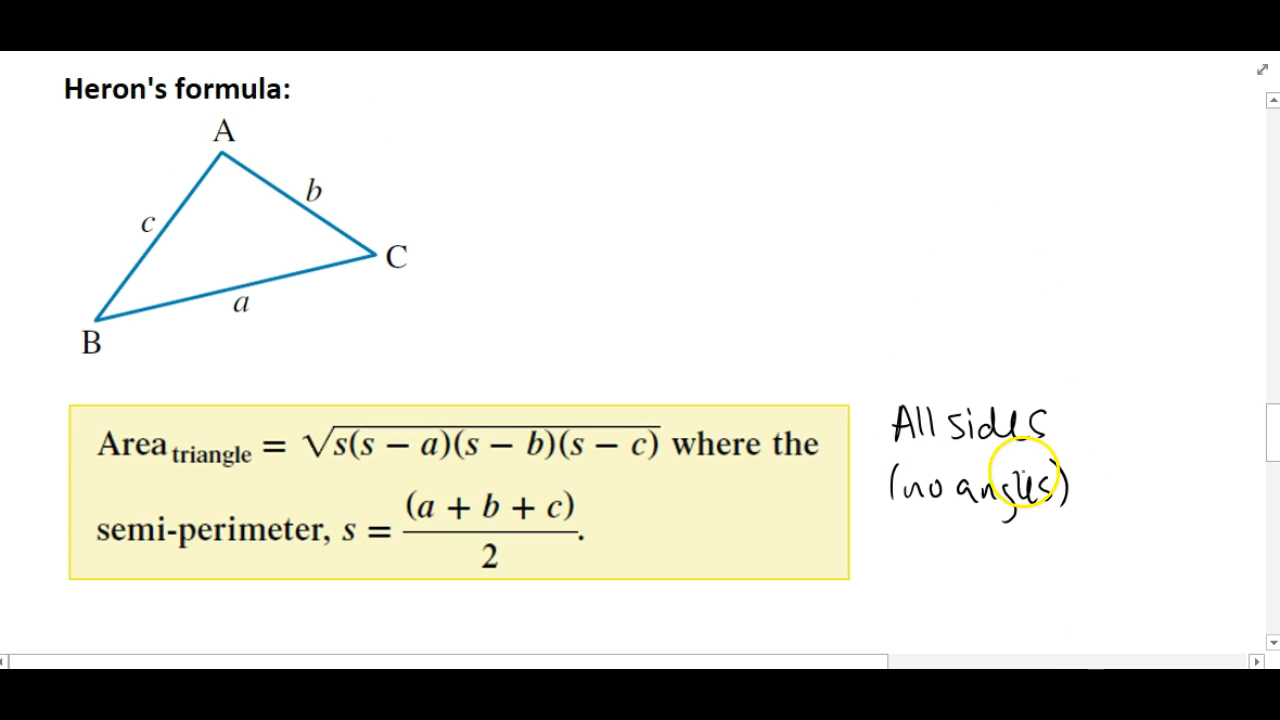 Heron's formula:
A
b
c
C
a
B
Area triangle = √s(s − a)(s − b)(s − c) where the
semi-perimeter, s = (a + b + c) / 2.
All sides
(no angles)